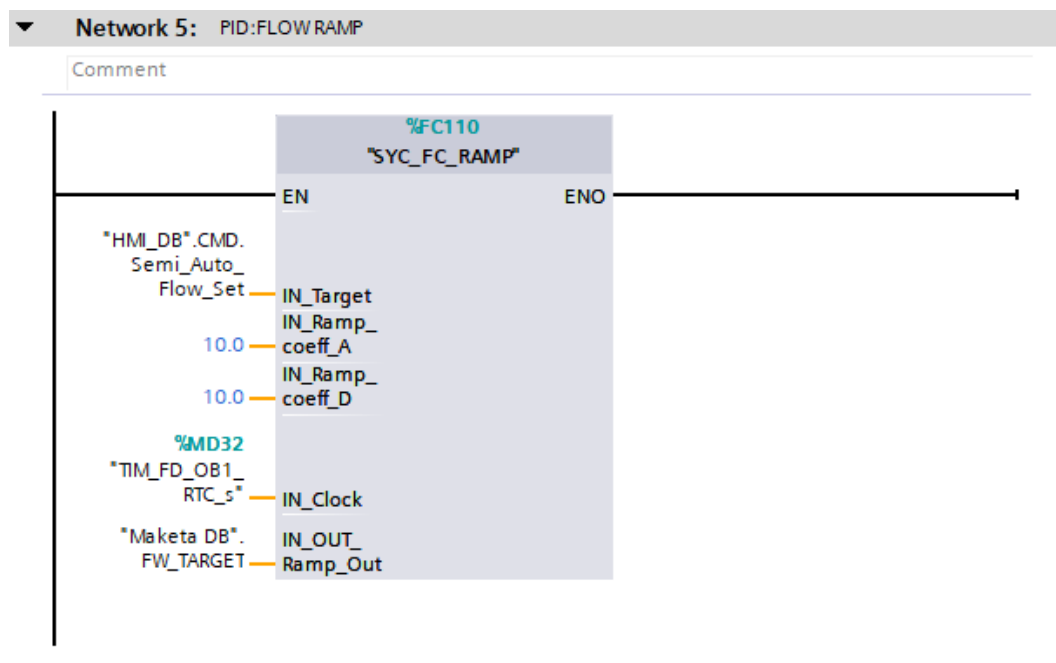 Network 5: PID:FLOW RAMP
Comment
%FC110
"SYC_FC_RAMP"
EN ENO
"HMI_DB".CMD.
Semi_Auto_
Flow_Set
IN_Target
IN_Ramp_
10.0 coeff_A
IN_Ramp_
10.0 coeff_D
%MD32
"TIM_FD_OB1_
RTC_s"
IN_Clock
"Maketa DB". IN_OUT_
FW_TARGET Ramp_Out